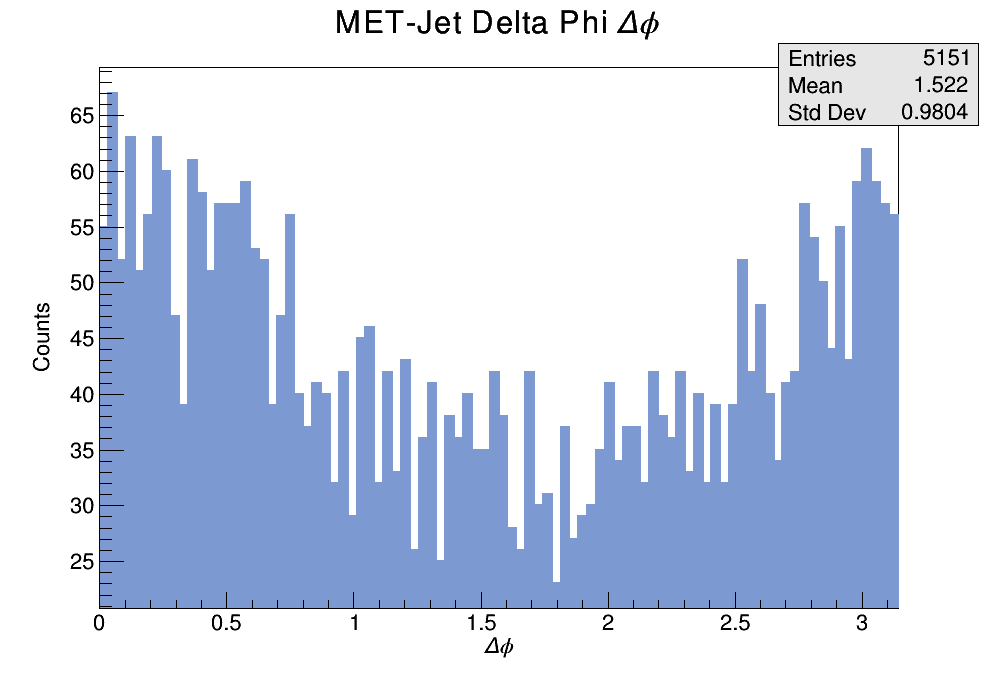 MET-Jet Delta Phi Δϕ
Entries 5151
Mean 1.522
Std Dev 0.9804
65
60
55
50
45
40
35
30
25
Counts
0 0.5 1 1.5 2 2.5 3
Δϕ